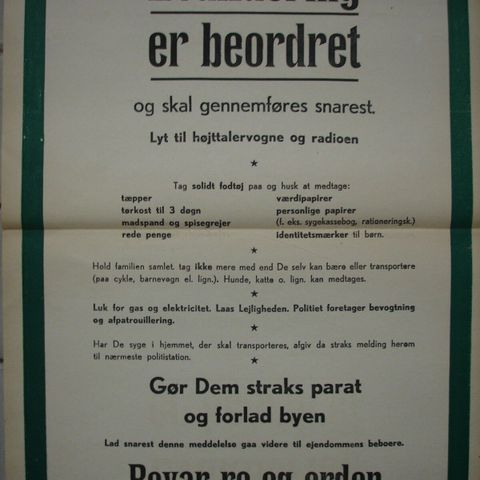 er beordret
og skal gennemføres snarest.
Lyt til højttalervogne og radioen
Tag solidt fodtøj paa og husk at medtage:
tæpper værdipapirer
tørkost til 3 døgn personlige papirer
madspand og spisegrejer (f. eks. sygekassebog, rationeringsk.)
rede penge identitetsmærker til børn.
Hold familien samlet. tag ikke mere med end De selv kan bære eller transportere
(paa cykle, barnevogn el. lign.). Hunde, katte o. lign. kan medtages.
Luk for gas og elektricitet. Laas Lejligheden. Politiet foretager bevogtning
og afpatrouillering.
Har De syge i hjemmet, der skal transporteres, afgiv da straks melding herom
til nærmeste politistation.
Gør Dem straks parat
og forlad byen
Lad snarest denne meddelelse gaa videre til ejendommens beboere.
Bevar ro og orden